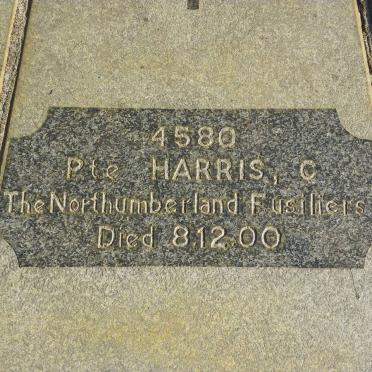 4580
Pte HARRIS, C
The Northumberland Fusiliers
Died 8.12.00